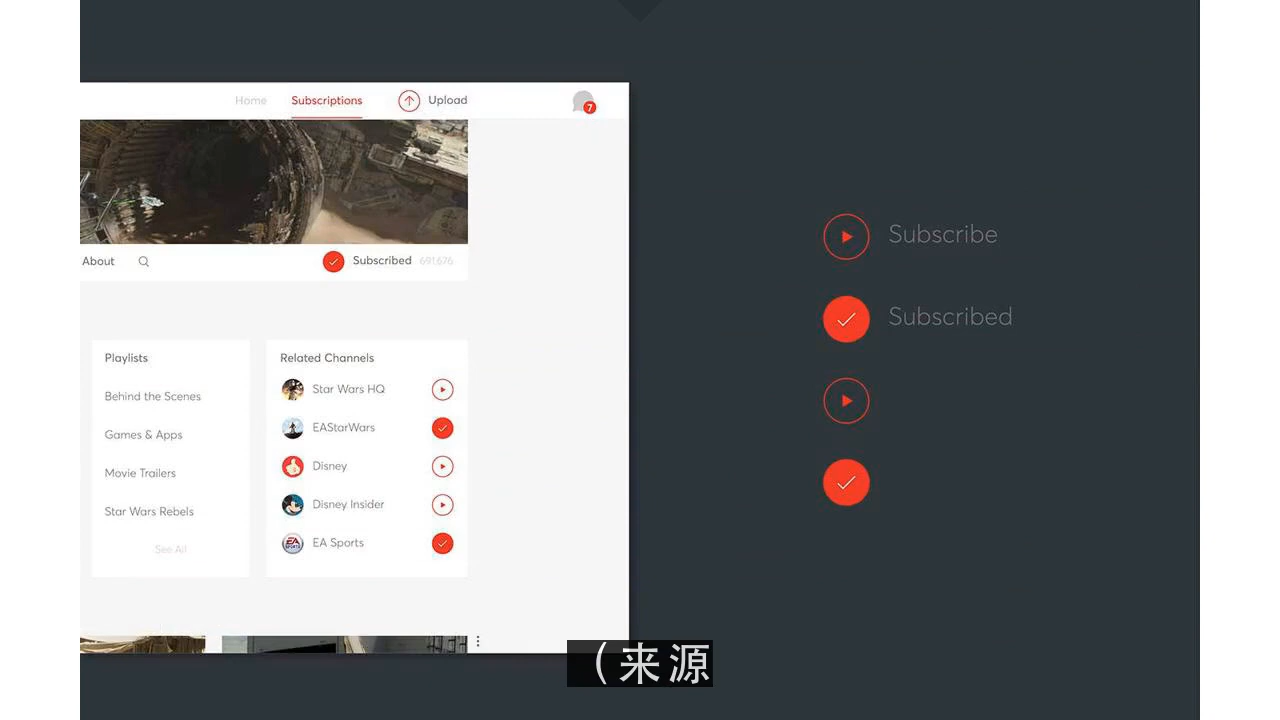 Home Subscriptions Upload 7
About Subscribed 691,676
Subscribe
Subscribed
Playlists
Behind the Scenes
Games & Apps
Movie Trailers
Star Wars Rebels
See All
Related Channels
Star Wars HQ
EAStarWars
Disney
Disney Insider
EA Sports
（来源